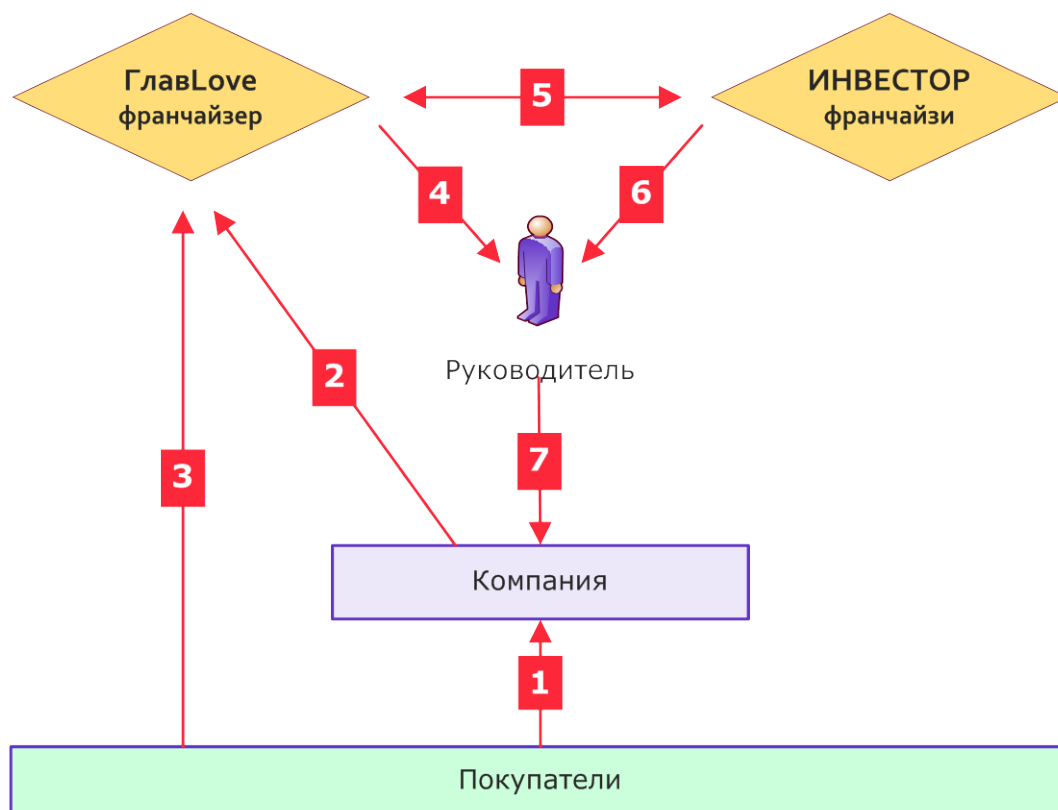 ГлавLove
франчайзер
5
ИНВЕСТОР
франчайзи
4
6
Руководитель
2
3
7
Компания
1
Покупатели